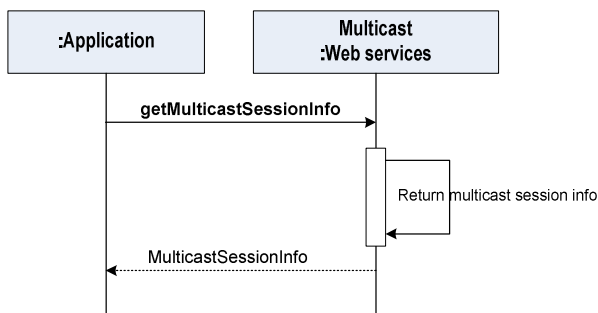 :Application
Multicast
:Web services
getMulticastSessionInfo
Return multicast session info
MulticastSessionInfo